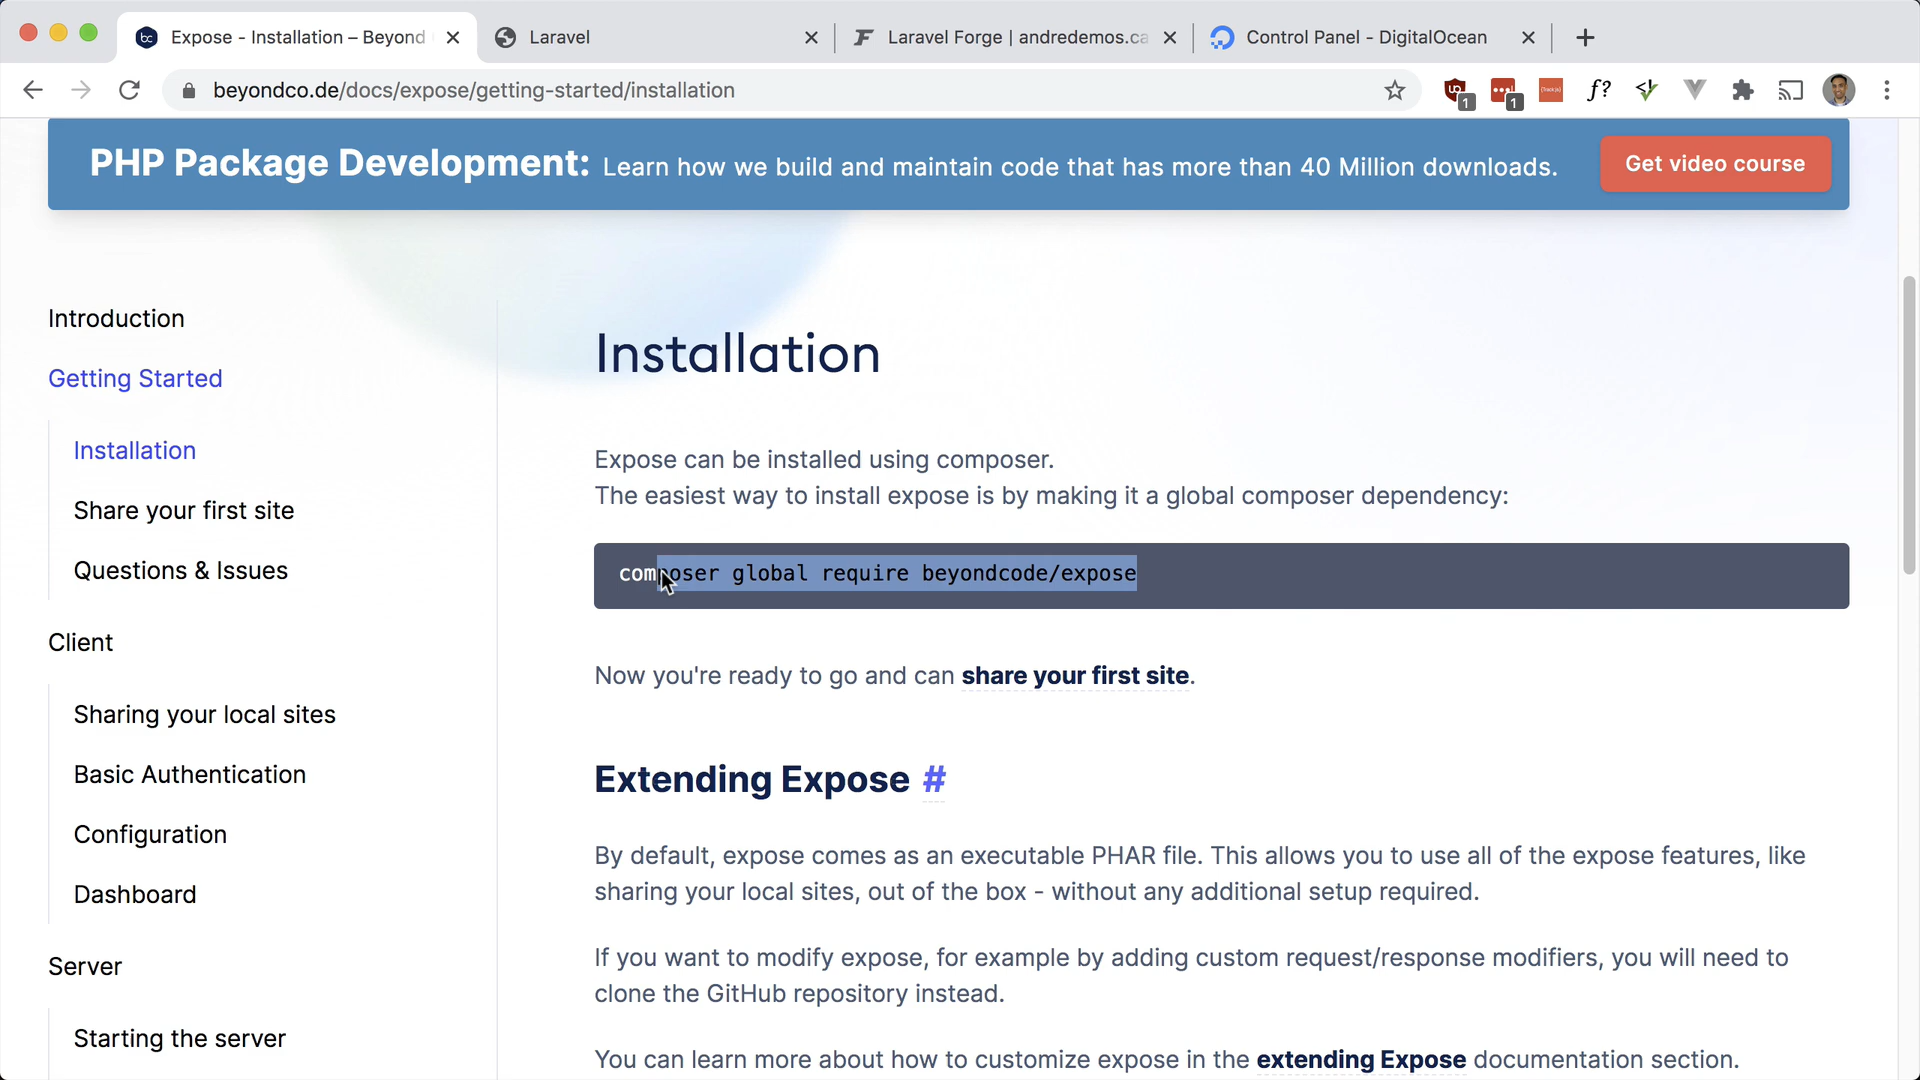 Expose - Installation – Beyond
Laravel
Laravel Forge | andredemos.ca
Control Panel - DigitalOcean
beyondco.de/docs/expose/getting-started/installation
1
1
f?
PHP Package Development: Learn how we build and maintain code that has more than 40 Million downloads.
Get video course
Introduction
Getting Started
Installation
Share your first site
Questions & Issues
Client
Sharing your local sites
Basic Authentication
Configuration
Dashboard
Server
Starting the server
Installation
Expose can be installed using composer.
The easiest way to install expose is by making it a global composer dependency:
composer global require beyondcode/expose
Now you're ready to go and can share your first site.
Extending Expose #
By default, expose comes as an executable PHAR file. This allows you to use all of the expose features, like
sharing your local sites, out of the box - without any additional setup required.
If you want to modify expose, for example by adding custom request/response modifiers, you will need to
clone the GitHub repository instead.
You can learn more about how to customize expose in the extending Expose documentation section.